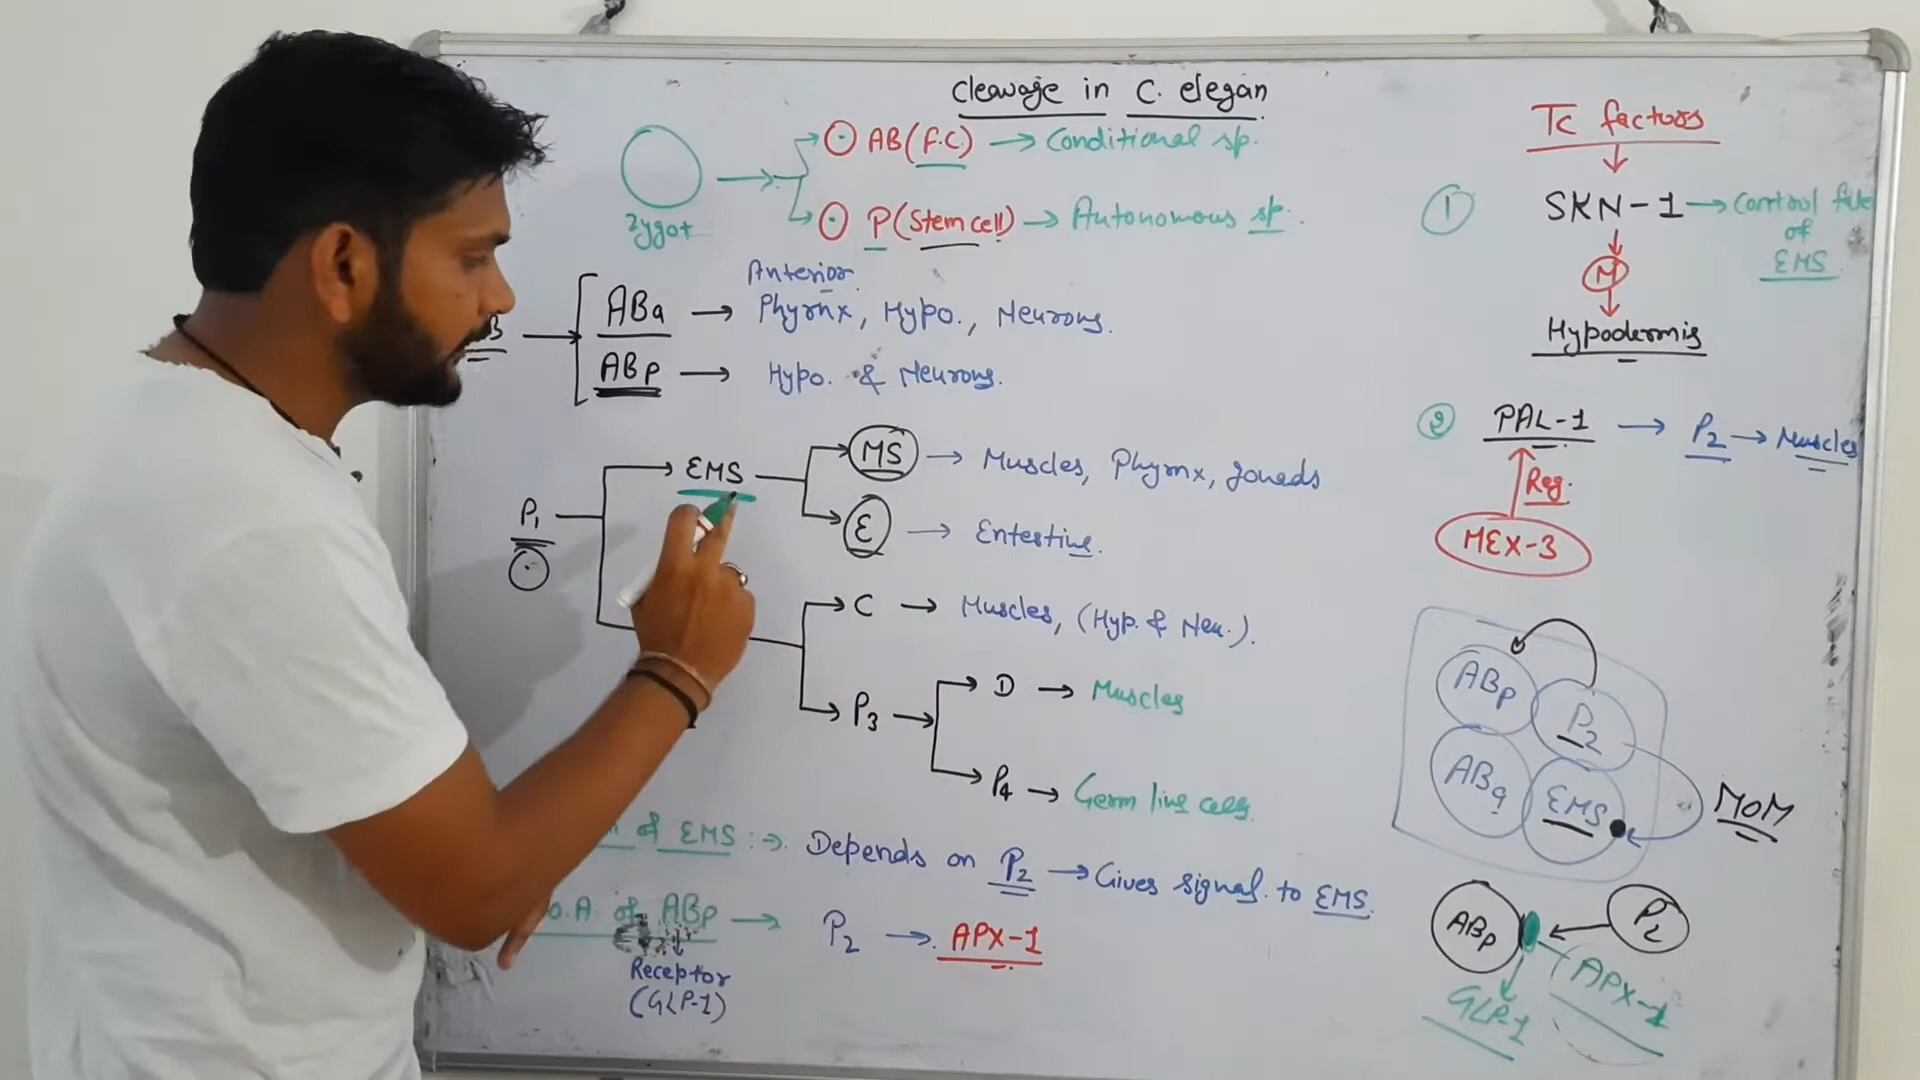 Cleavage in C. elegan
zygot
AB (F.C) → Conditional sp.
P (Stem cell) → Autonomous sp.
Anterior
ABa → Phyrnx, Hypo., Neurons.
ABp → Hypo. & Neurons.
P1
EMS
MS → Muscles, Phyrnx, goneds
E → Entestine.
C → Muscles, (Hyp. & Neu.).
P3
D → Muscles
P4 → Germ line cells.
of EMS :→ Depends on P2 → Gives signal to EMS.
of ABp → P2 → APX-1
Receptor
(GLP-1)
Tc factors
① SKN-1 → Control fate
of
EMS
M
Hypodermis
② PAL-1 → P2 → Muscles
Reg.
MEX-3
ABp
P2
ABa
EMS
MOM
ABp
P2
APX-1
GLP-1